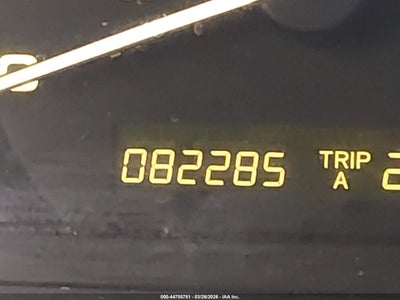 082285 TRIP
A
000-44705781 - 03/26/2026 - IAA Inc.